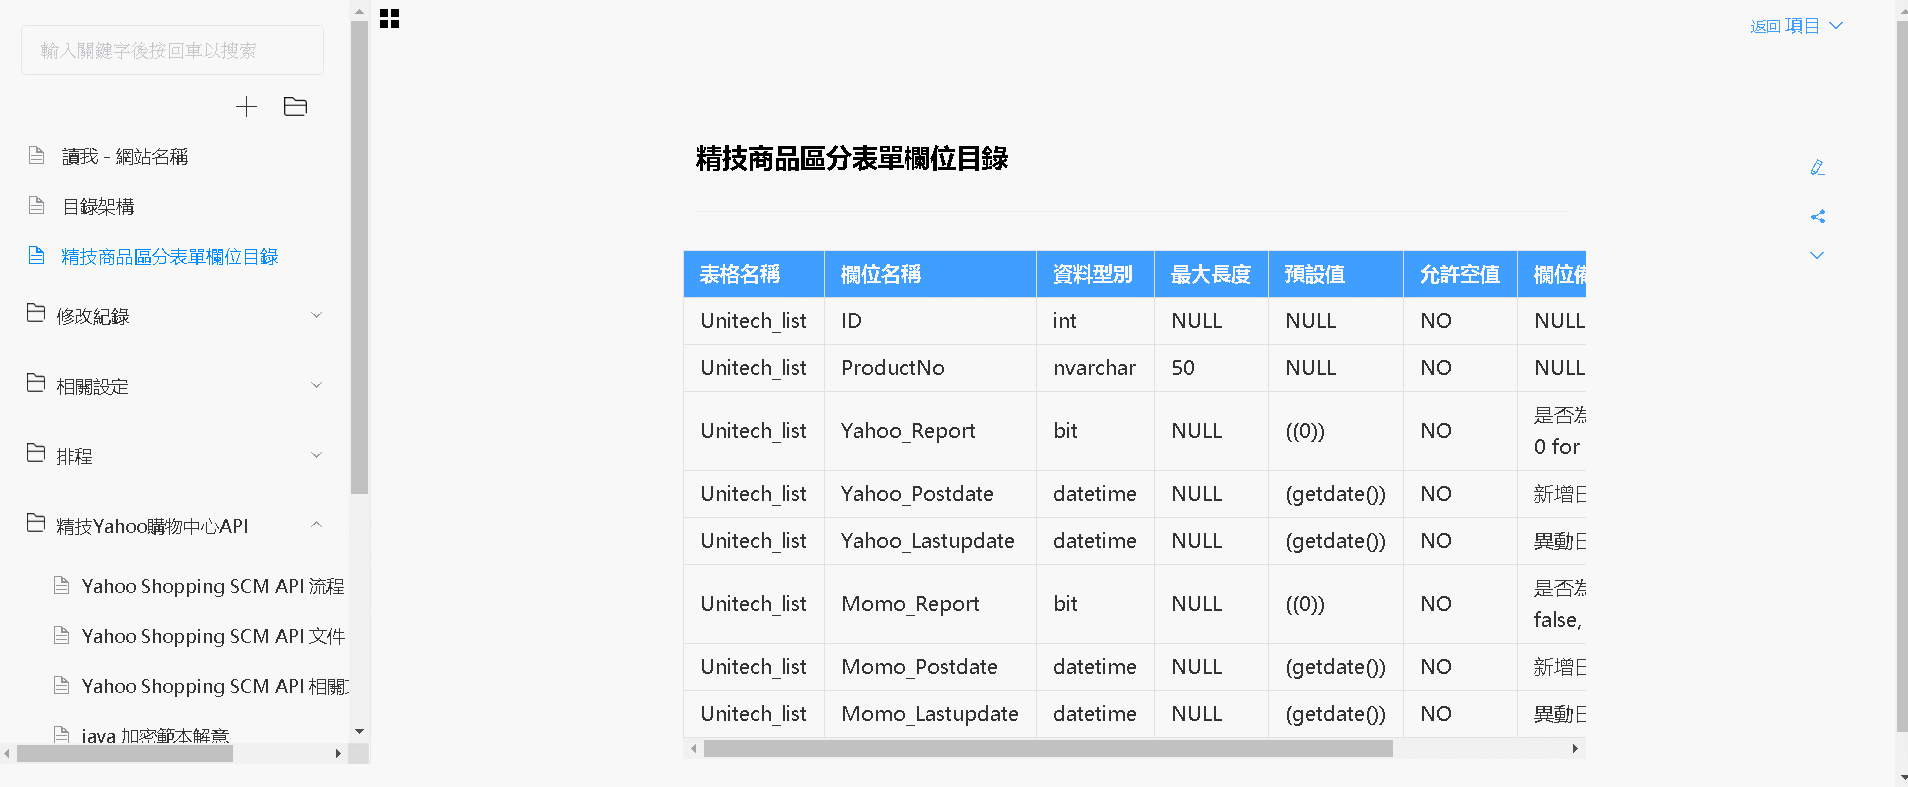 輸入關鍵字後按回車以搜索
讀我 - 網站名稱
目錄架構
精技商品區分表單欄位目錄
修改紀錄
相關設定
排程
精技Yahoo購物中心API
Yahoo Shopping SCM API 流程
Yahoo Shopping SCM API 文件
Yahoo Shopping SCM API 相關
java 加密範本解意
返回 項目
精技商品區分表單欄位目錄
表格名稱 欄位名稱 資料型別 最大長度 預設值 允許空值 欄位備
Unitech_list ID int NULL NULL NO NULL
Unitech_list ProductNo nvarchar 50 NULL NO NULL
Unitech_list Yahoo_Report bit NULL ((0)) NO 是否為
0 for
Unitech_list Yahoo_Postdate datetime NULL (getdate()) NO 新增日
Unitech_list Yahoo_Lastupdate datetime NULL (getdate()) NO 異動日
Unitech_list Momo_Report bit NULL ((0)) NO 是否為
false,
Unitech_list Momo_Postdate datetime NULL (getdate()) NO 新增日
Unitech_list Momo_Lastupdate datetime NULL (getdate()) NO 異動日